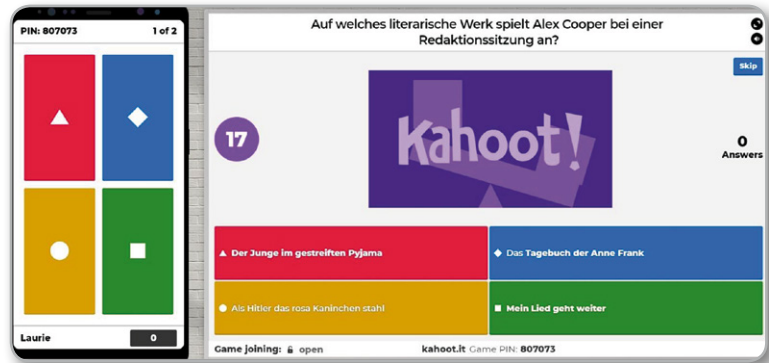 PIN: 807073
1 of 2
Laurie
0
Auf welches literarische Werk spielt Alex Cooper bei einer
Redaktionssitzung an?
Skip
17
Kahoot!
0
Answers
Der Junge im gestreiften Pyjama
Das Tagebuch der Anne Frank
Als Hitler das rosa Kaninchen stahl
Mein Lied geht weiter
Game joining: open
kahoot.it Game PIN: 807073